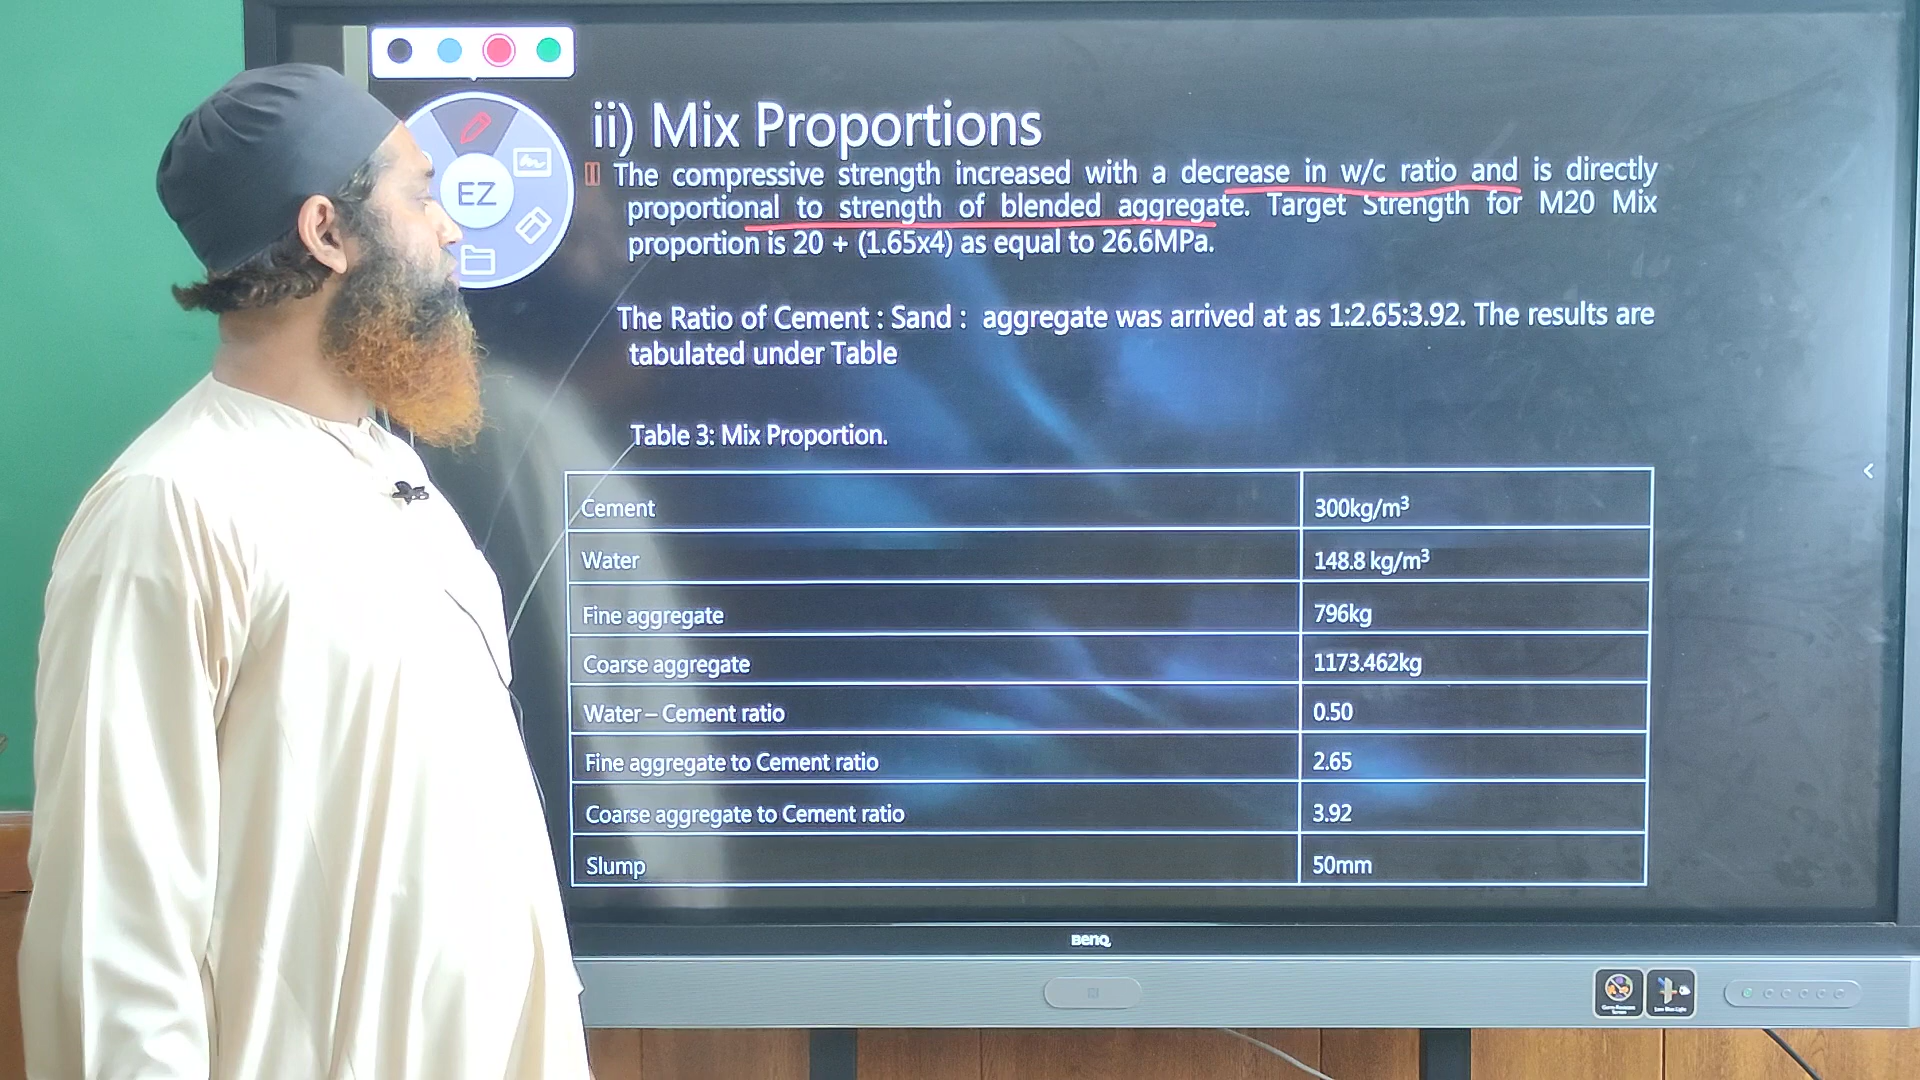 EZ
ii) Mix Proportions
The compressive strength increased with a decrease in w/c ratio and is directly
proportional to strength of blended aggregate. Target Strength for M20 Mix
proportion is 20 + (1.65x4) as equal to 26.6MPa.
The Ratio of Cement : Sand : aggregate was arrived at as 1:2.65:3.92. The results are
tabulated under Table
Table 3: Mix Proportion.
Cement 300kg/m³
Water 148.8 kg/m³
Fine aggregate 796kg
Coarse aggregate 1173.462kg
Water – Cement ratio 0.50
Fine aggregate to Cement ratio 2.65
Coarse aggregate to Cement ratio 3.92
Slump 50mm
BenQ